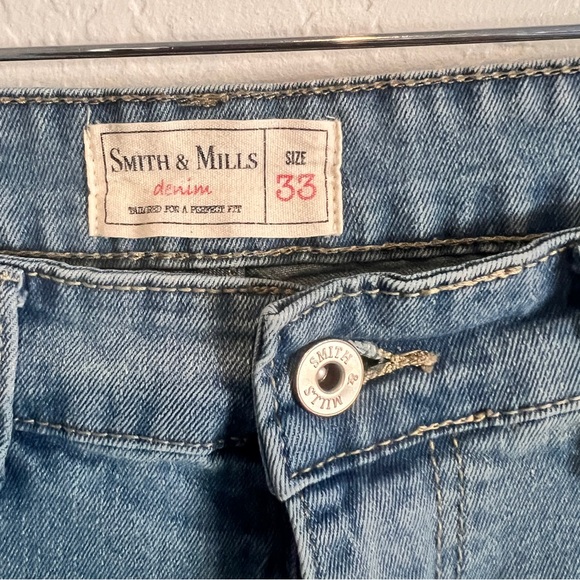 SMITH & MILLS
denim
TAILORED FOR A PERFECT FIT
SIZE
33
SMITH & MILLS